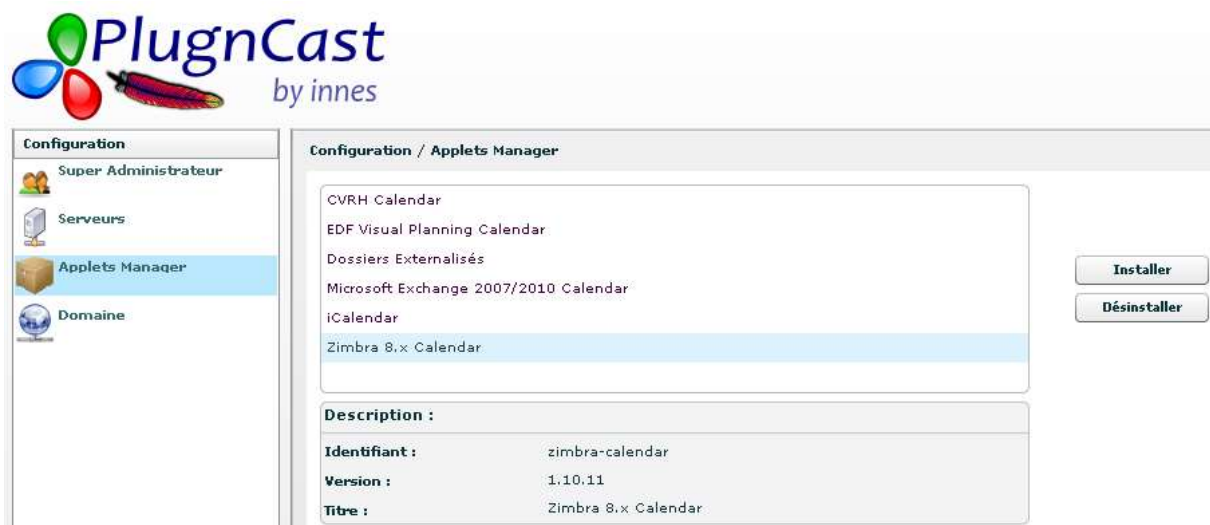 PlugnCast
by innes
Configuration
Super Administrateur
Serveurs
Applets Manager
Domaine
Configuration / Applets Manager
CVRH Calendar
EDF Visual Planning Calendar
Dossiers Externalisés
Microsoft Exchange 2007/2010 Calendar
iCalendar
Zimbra 8.x Calendar
Installer
Désinstaller
Description :
Identifiant : zimbra-calendar
Version : 1.10.11
Titre : Zimbra 8.x Calendar